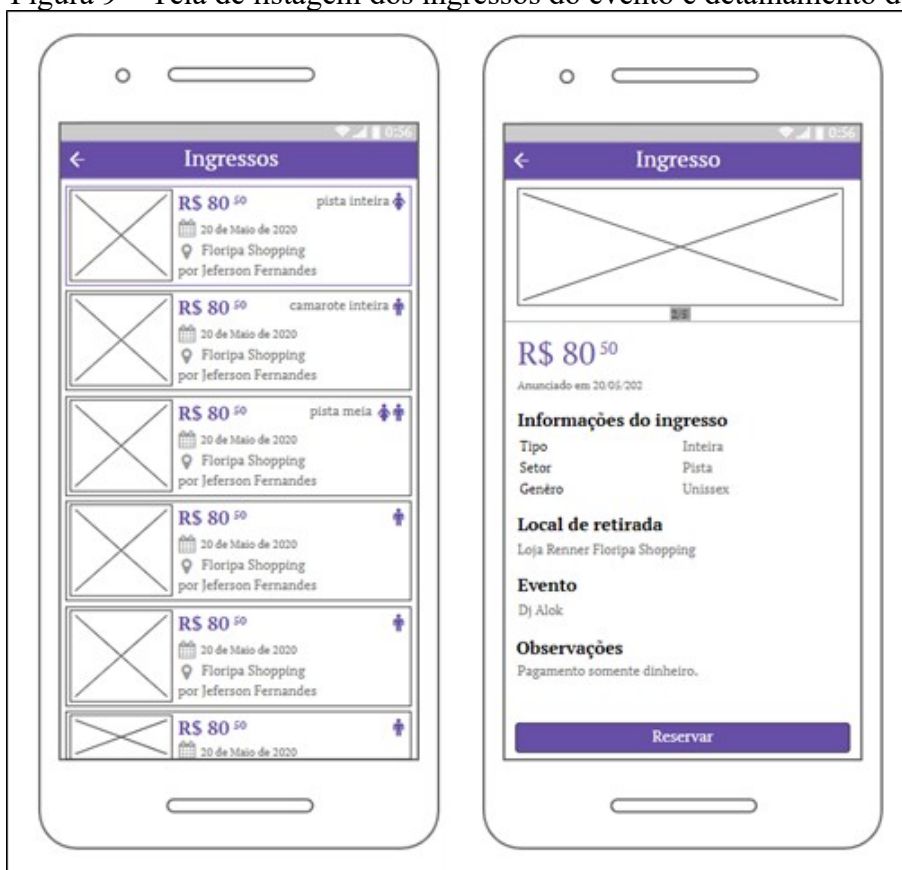 Figura 9 – Tela de listagem dos ingressos do evento e detalhamento d
0:56
Ingressos
R$ 80 50
pista inteira
20 de Maio de 2020
Floripa Shopping
por Jeferson Fernandes
R$ 80 50
camarote inteira
20 de Maio de 2020
Floripa Shopping
por Jeferson Fernandes
R$ 80 50
pista meia
20 de Maio de 2020
Floripa Shopping
por Jeferson Fernandes
R$ 80 50
20 de Maio de 2020
Floripa Shopping
por Jeferson Fernandes
R$ 80 50
20 de Maio de 2020
Floripa Shopping
por Jeferson Fernandes
R$ 80 50
20 de Maio de 2020
0:56
Ingresso
2/5
R$ 80 50
Anunciado em 20/05/202
Informações do ingresso
Tipo Inteira
Setor Pista
Genêro Unissex
Local de retirada
Loja Renner Floripa Shopping
Evento
Dj Alok
Observações
Pagamento somente dinheiro.
Reservar